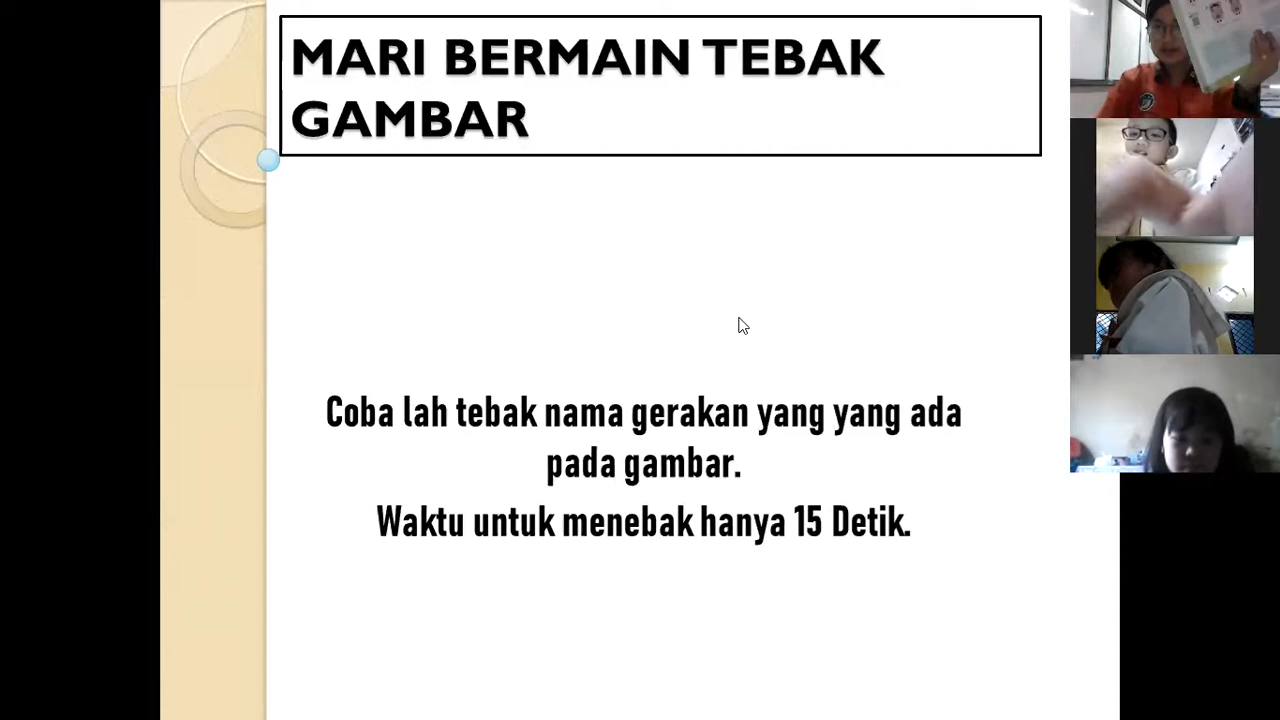 MARI BERMAIN TEBAK
GAMBAR
Coba lah tebak nama gerakan yang yang ada
pada gambar.
Waktu untuk menebak hanya 15 Detik.